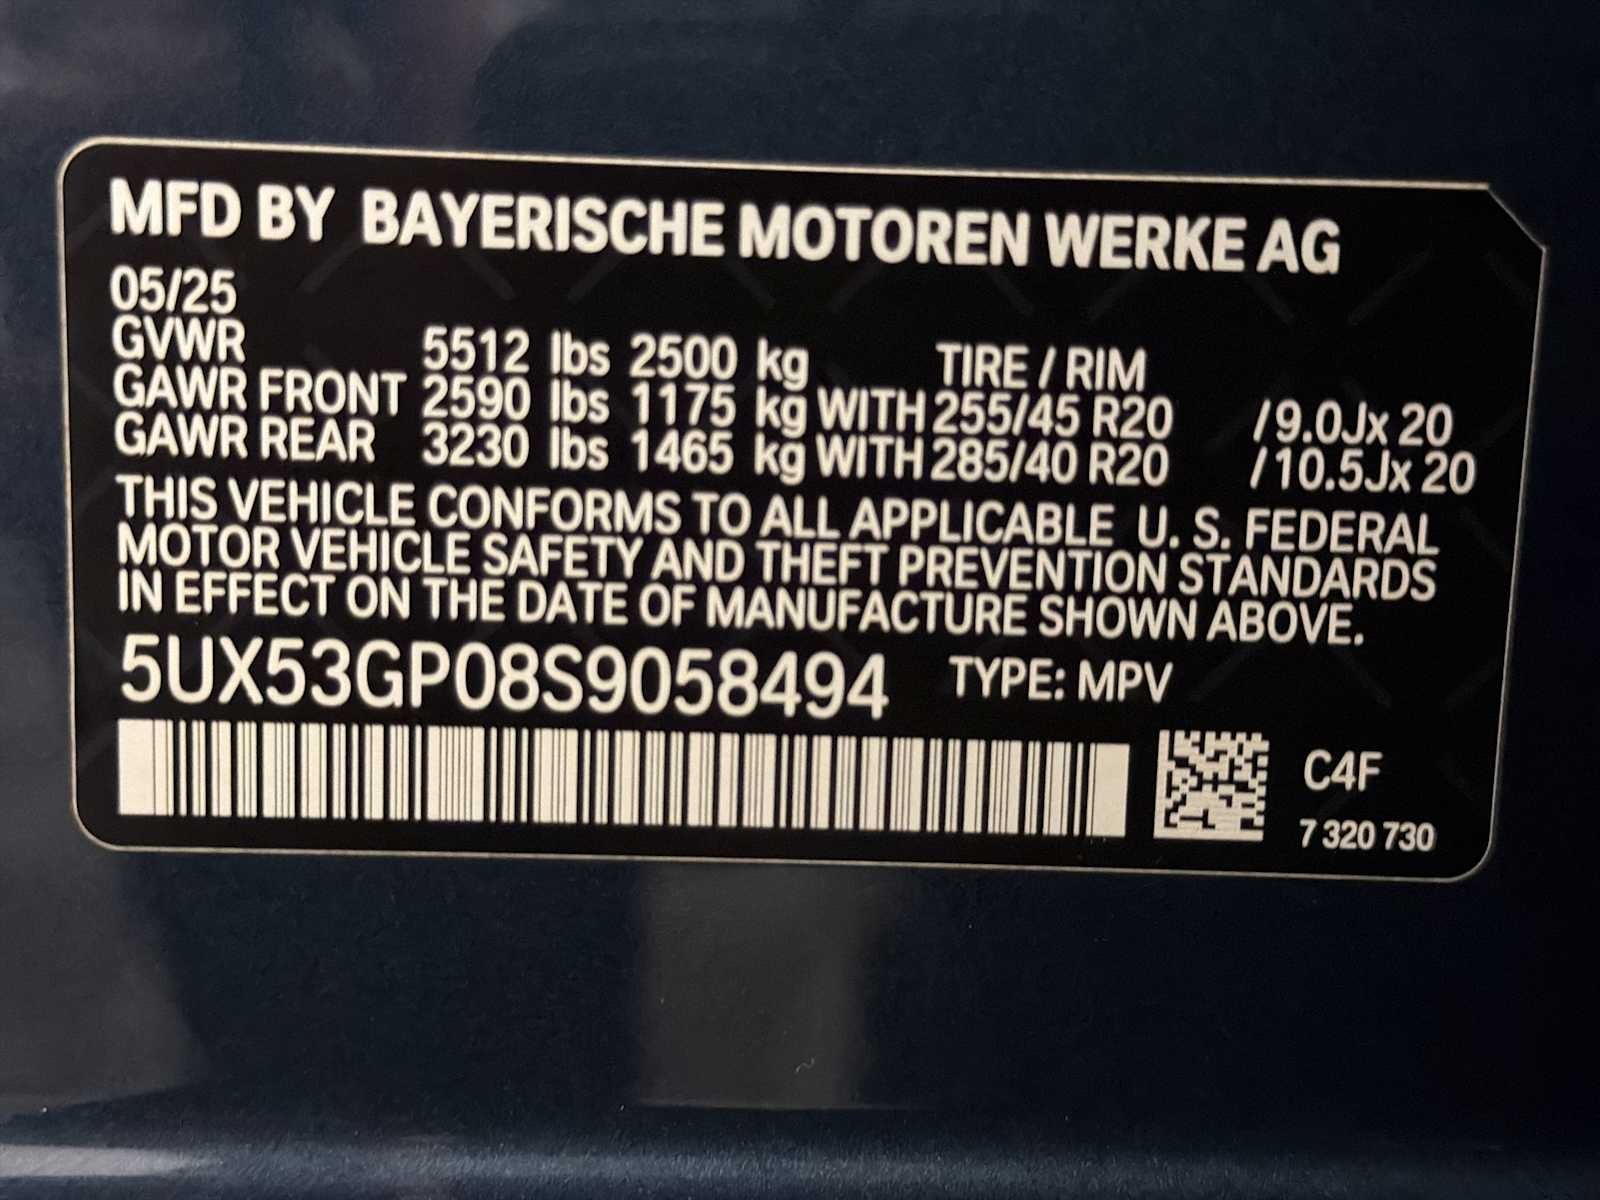 MFD BY BAYERISCHE MOTOREN WERKE AG
05/25
GVWR 5512 lbs 2500 kg TIRE / RIM
GAWR FRONT 2590 lbs 1175 kg WITH 255/45 R20 /9.0Jx 20
GAWR REAR 3230 lbs 1465 kg WITH 285/40 R20 /10.5Jx 20
THIS VEHICLE CONFORMS TO ALL APPLICABLE U. S. FEDERAL
MOTOR VEHICLE SAFETY AND THEFT PREVENTION STANDARDS
IN EFFECT ON THE DATE OF MANUFACTURE SHOWN ABOVE.
5UX53GP08S9058494 TYPE: MPV
C4F
7 320 730